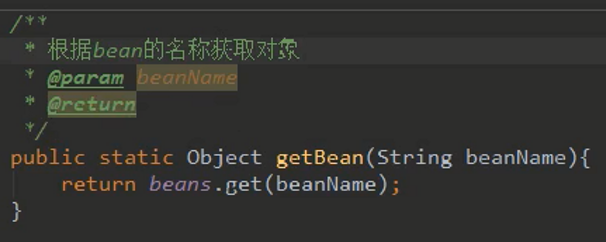 /**
* 根据bean的名称获取对象
* @param beanName
* @return
*/
public static Object getBean(String beanName){
return beans.get(beanName);
}